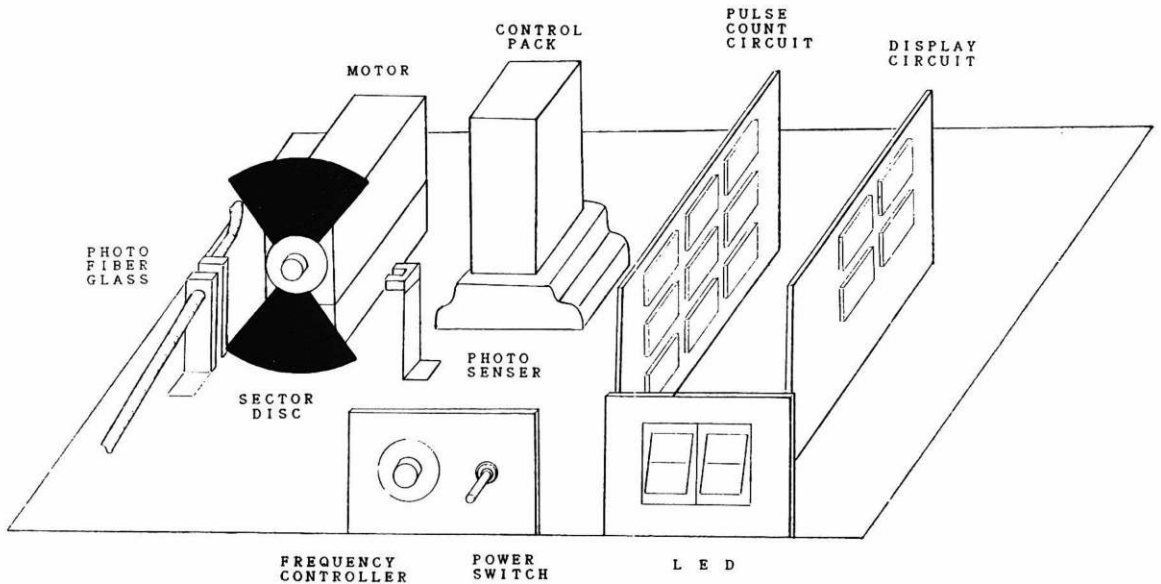 PULSE
COUNT
CIRCUIT
CONTROL
PACK
DISPLAY
CIRCUIT
MOTOR
PHOTO
FIBER
GLASS
PHOTO
SENSER
SECTOR
DISC
FREQUENCY
CONTROLLER
POWER
SWITCH
LED